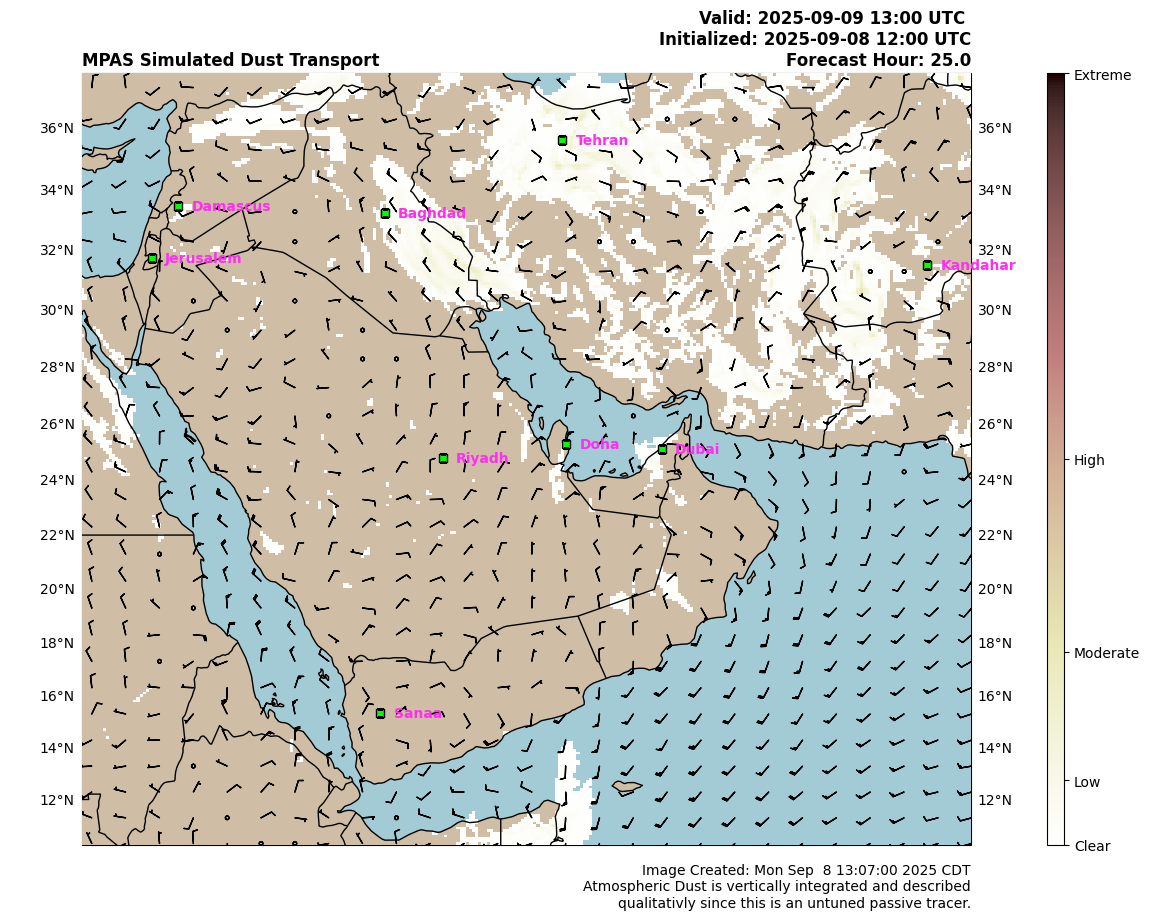 Valid: 2025-09-09 13:00 UTC
Initialized: 2025-09-08 12:00 UTC
MPAS Simulated Dust Transport
Forecast Hour: 25.0
Extreme
High
Moderate
Low
Clear
36°N
34°N
32°N
30°N
28°N
26°N
24°N
22°N
20°N
18°N
16°N
14°N
12°N
36°N
34°N
32°N
30°N
28°N
26°N
24°N
22°N
20°N
18°N
16°N
14°N
12°N
Tehran
Damascus
Baghdad
Jerusalem
Kandahar
Doha
Dubai
Riyadh
Sanaa
Image Created: Mon Sep  8 13:07:00 2025 CDT
Atmospheric Dust is vertically integrated and described
qualitativly since this is an untuned passive tracer.